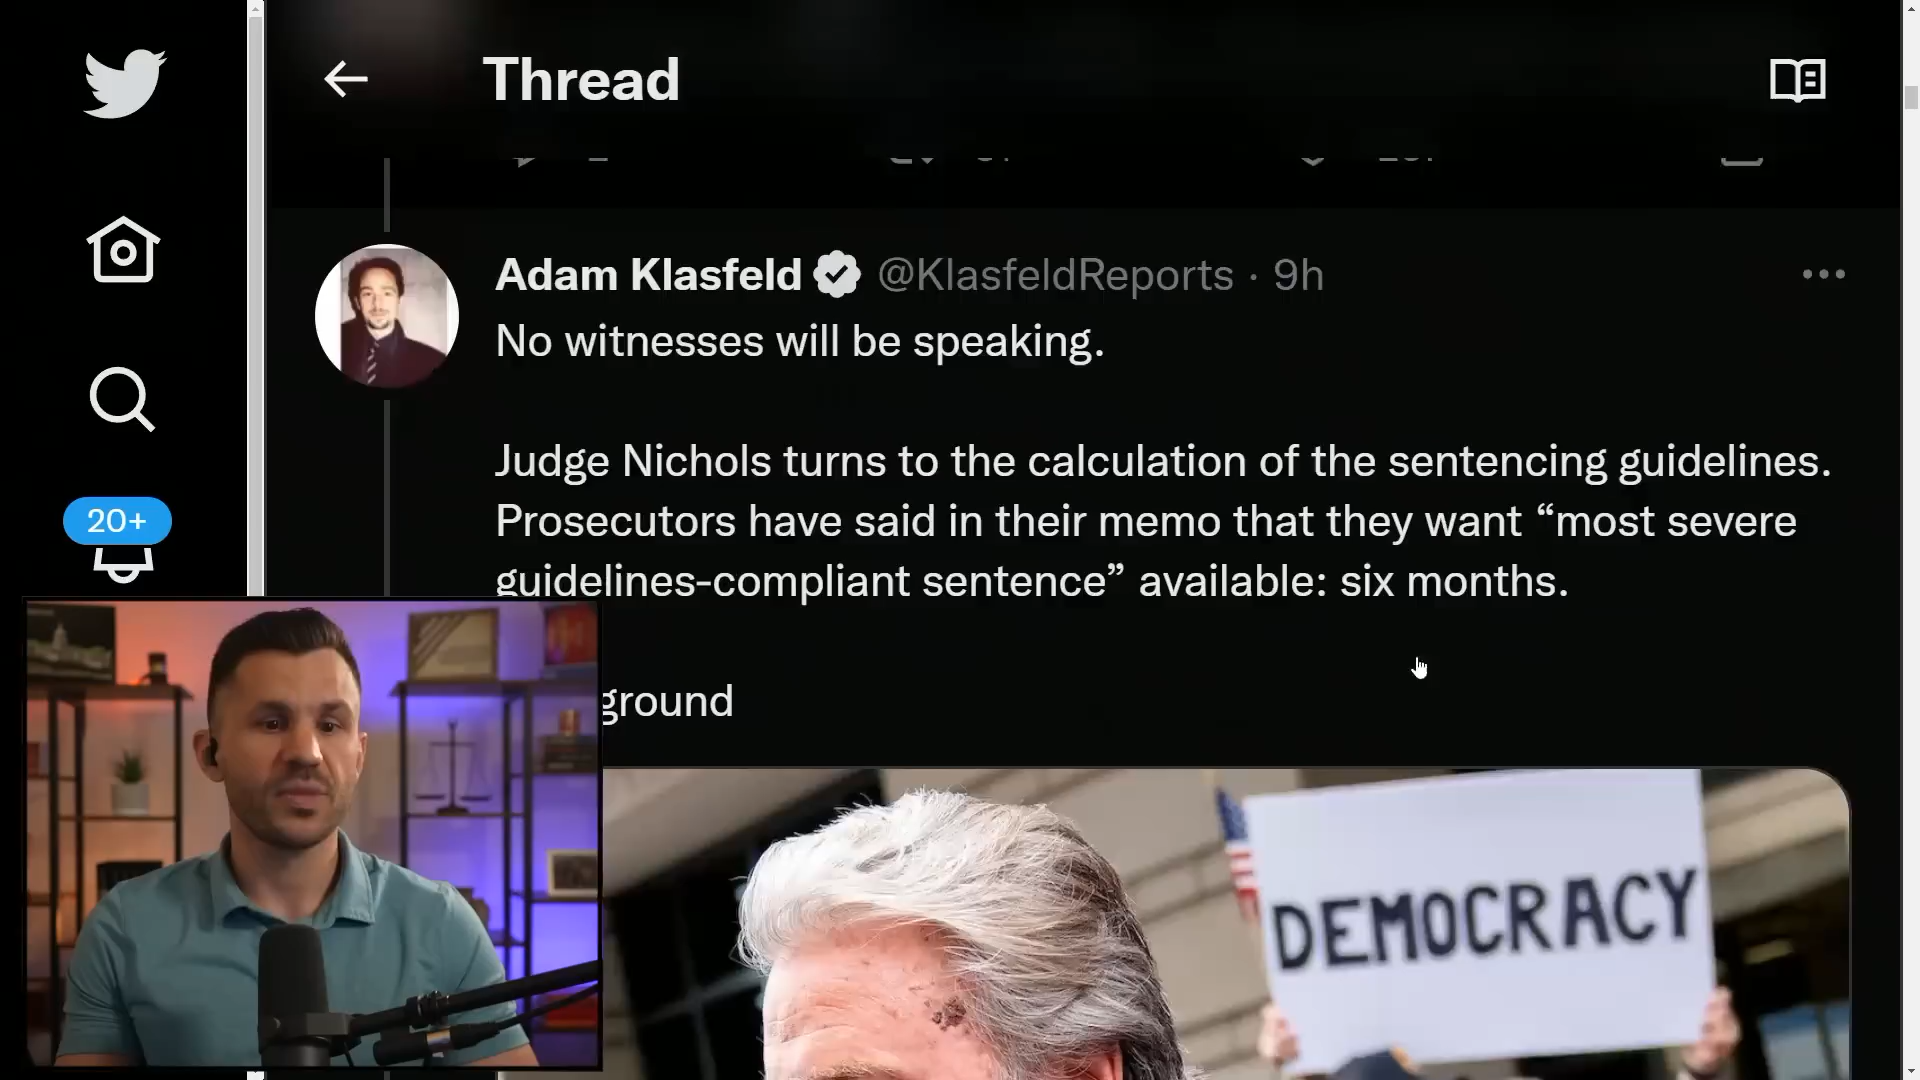 Thread
Adam Klasfeld @KlasfeldReports · 9h
No witnesses will be speaking.
Judge Nichols turns to the calculation of the sentencing guidelines.
Prosecutors have said in their memo that they want “most severe
guidelines-compliant sentence” available: six months.
20+
ground
DEMOCRACY